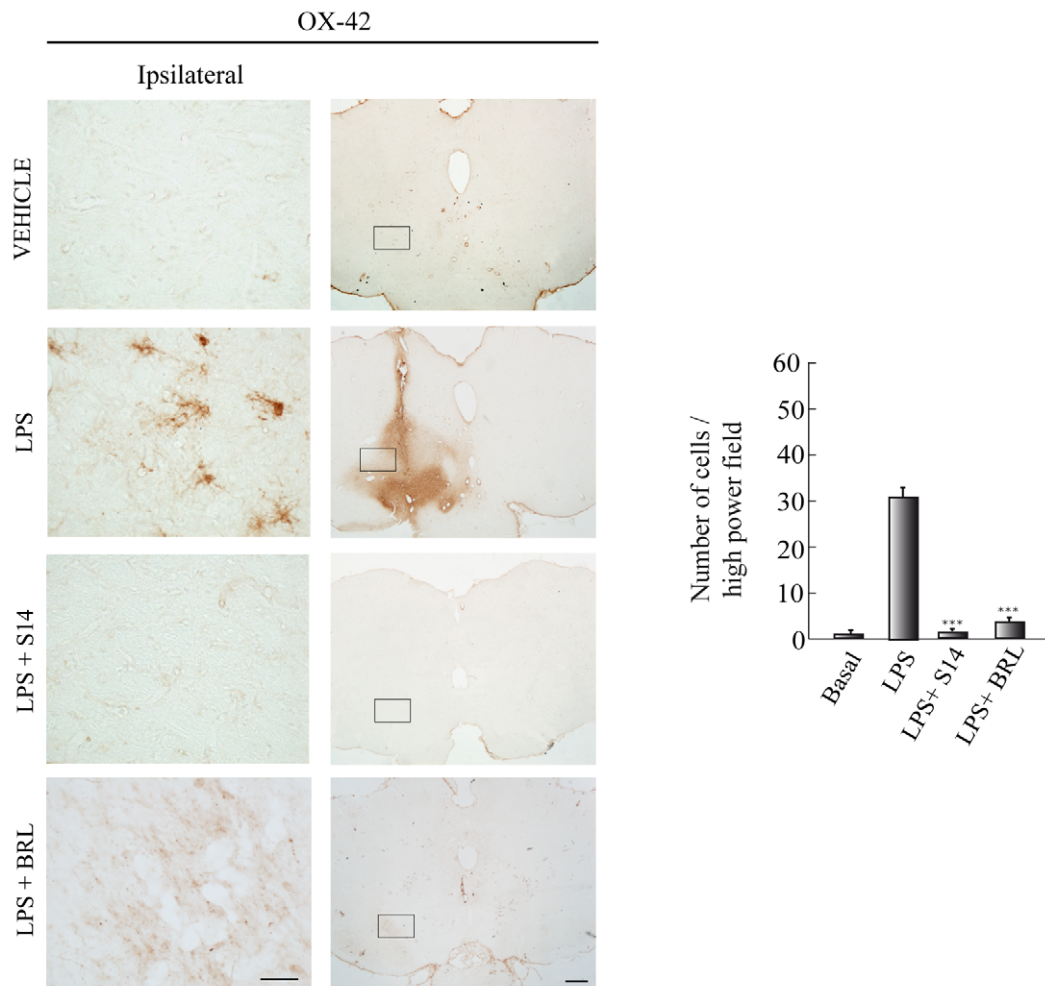 OX-42
Ipsilateral
VEHICLE
LPS
LPS + S14
LPS + BRL
Number of cells /
high power field
60
50
40
30
20
10
0
***
***
Basal
LPS
LPS+ S14
LPS+ BRL